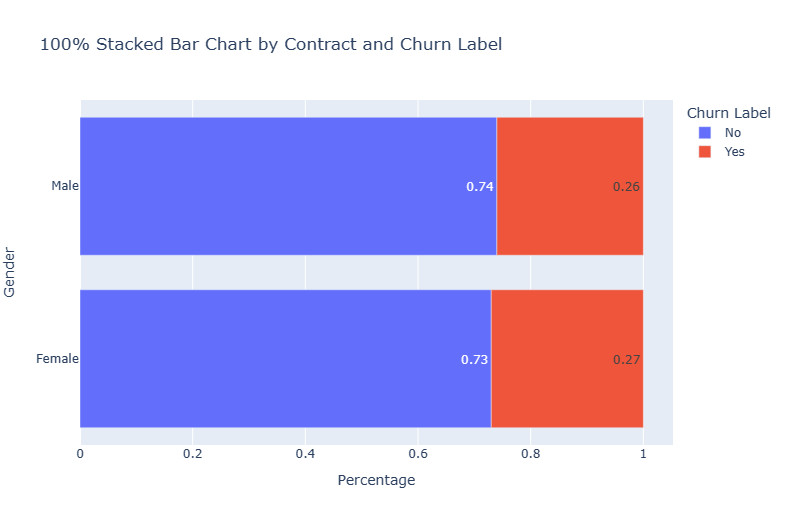 100% Stacked Bar Chart by Contract and Churn Label
Churn Label
No
Yes
Gender
Male
0.74
0.26
Female
0.73
0.27
0
0.2
0.4
0.6
0.8
1
Percentage